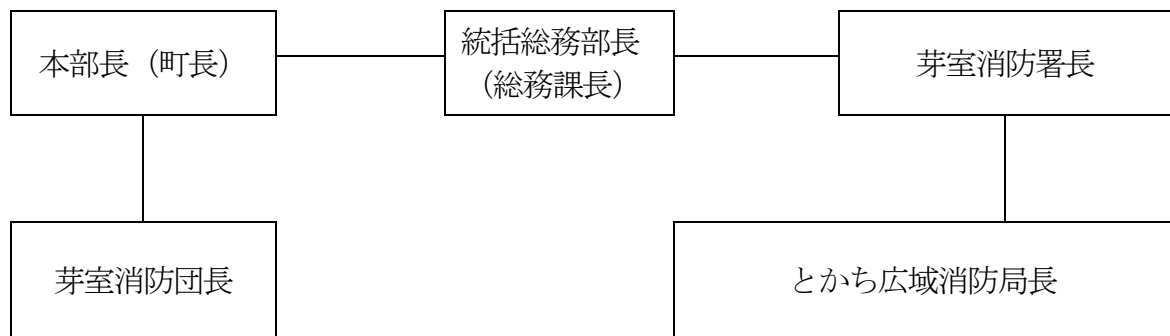 本部長（町長）
統括総務部長
（総務課長）
芽室消防署長
芽室消防団長
とかち広域消防局長